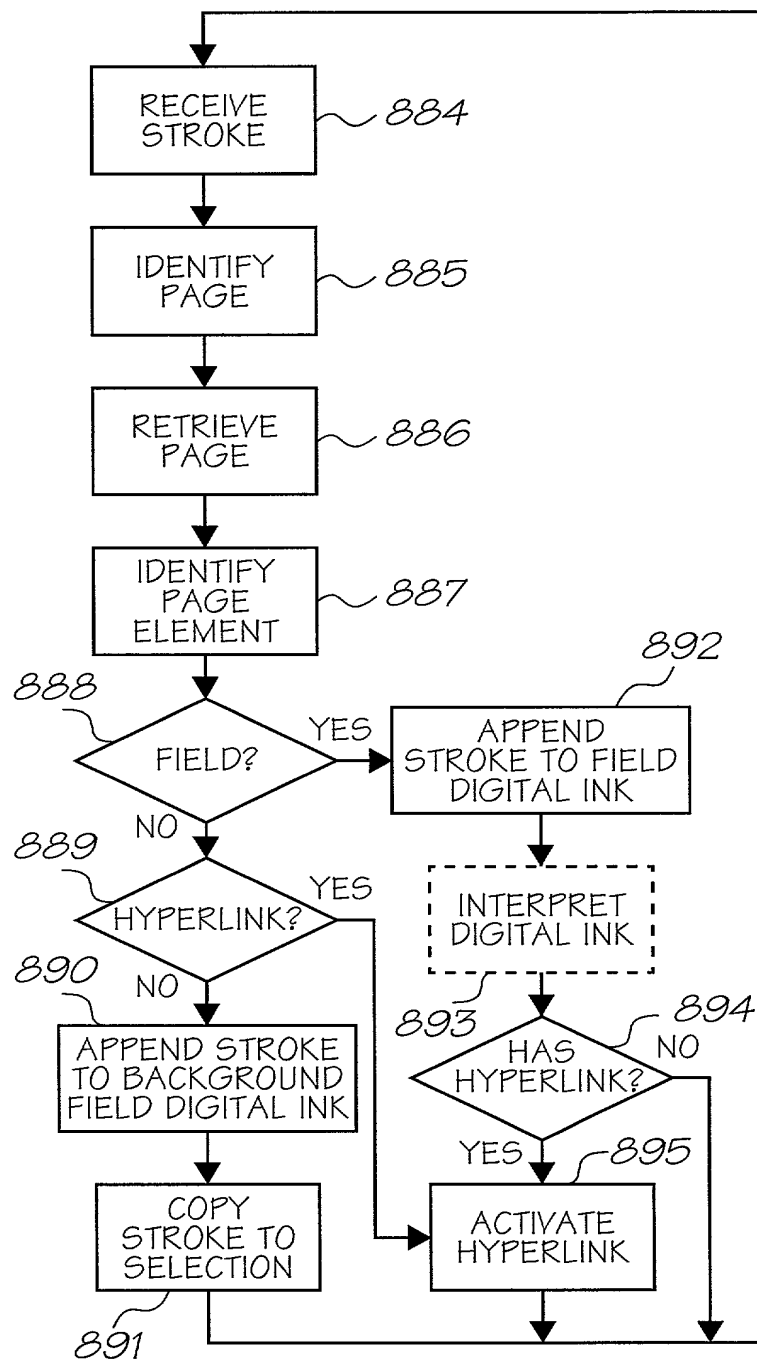 RECEIVE
STROKE
884
IDENTIFY
PAGE
885
RETRIEVE
PAGE
886
IDENTIFY
PAGE
ELEMENT
887
888
FIELD?
YES
NO
892
APPEND
STROKE TO FIELD
DIGITAL INK
889
HYPERLINK?
YES
NO
INTERPRET
DIGITAL INK
893
890
APPEND STROKE
TO BACKGROUND
FIELD DIGITAL INK
894
HAS
HYPERLINK?
NO
YES
895
COPY
STROKE TO
SELECTION
891
ACTIVATE
HYPERLINK